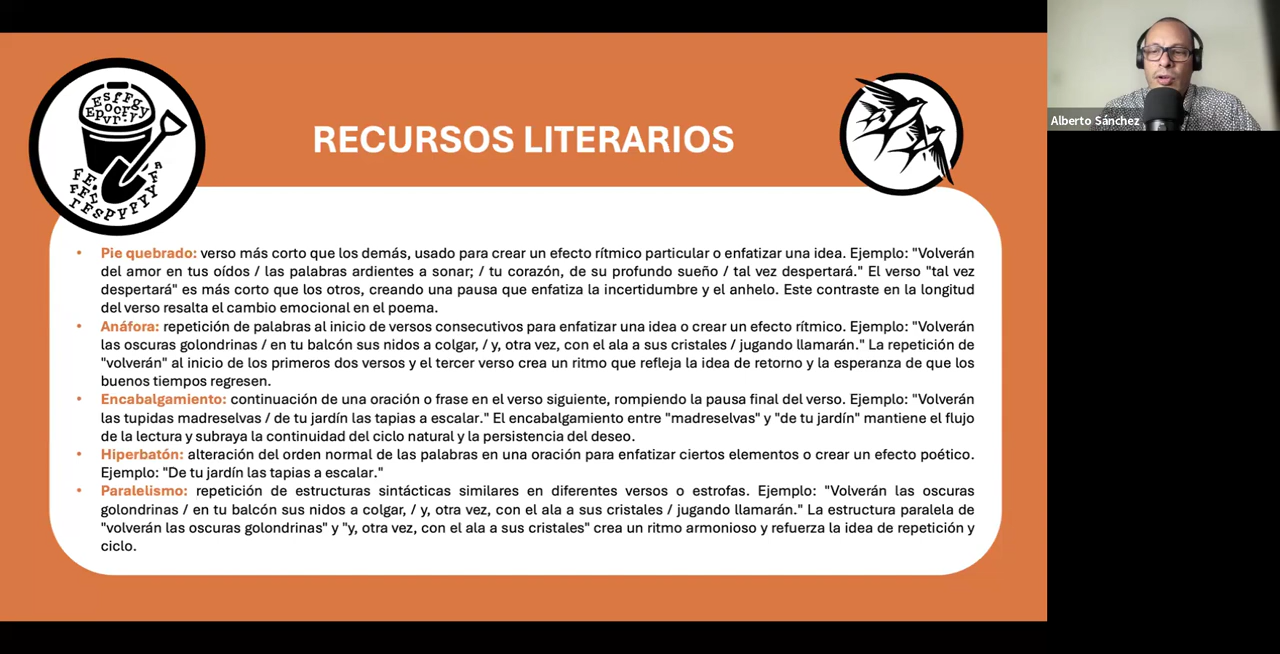 RECURSOS LITERARIOS
Alberto Sánchez
• Pie quebrado: verso más corto que los demás, usado para crear un efecto rítmico particular o enfatizar una idea. Ejemplo: "Volverán
del amor en tus oídos / las palabras ardientes a sonar; / tu corazón, de su profundo sueño / tal vez despertará." El verso "tal vez
despertará" es más corto que los otros, creando una pausa que enfatiza la incertidumbre y el anhelo. Este contraste en la longitud
del verso resalta el cambio emocional en el poema.
• Anáfora: repetición de palabras al inicio de versos consecutivos para enfatizar una idea o crear un efecto rítmico. Ejemplo: "Volverán
las oscuras golondrinas / en tu balcón sus nidos a colgar, / y, otra vez, con el ala a sus cristales / jugando llamarán." La repetición de
"volverán" al inicio de los primeros dos versos y el tercer verso crea un ritmo que refleja la idea de retorno y la esperanza de que los
buenos tiempos regresen.
• Encabalgamiento: continuación de una oración o frase en el verso siguiente, rompiendo la pausa final del verso. Ejemplo: "Volverán
las tupidas madreselvas / de tu jardín las tapias a escalar." El encabalgamiento entre "madreselvas" y "de tu jardín" mantiene el flujo
de la lectura y subraya la continuidad del ciclo natural y la persistencia del deseo.
• Hiperbatón: alteración del orden normal de las palabras en una oración para enfatizar ciertos elementos o crear un efecto poético.
Ejemplo: "De tu jardín las tapias a escalar."
• Paralelismo: repetición de estructuras sintácticas similares en diferentes versos o estrofas. Ejemplo: "Volverán las oscuras
golondrinas / en tu balcón sus nidos a colgar, / y, otra vez, con el ala a sus cristales / jugando llamarán." La estructura paralela de
"volverán las oscuras golondrinas" y "y, otra vez, con el ala a sus cristales" crea un ritmo armonioso y refuerza la idea de repetición y
ciclo.